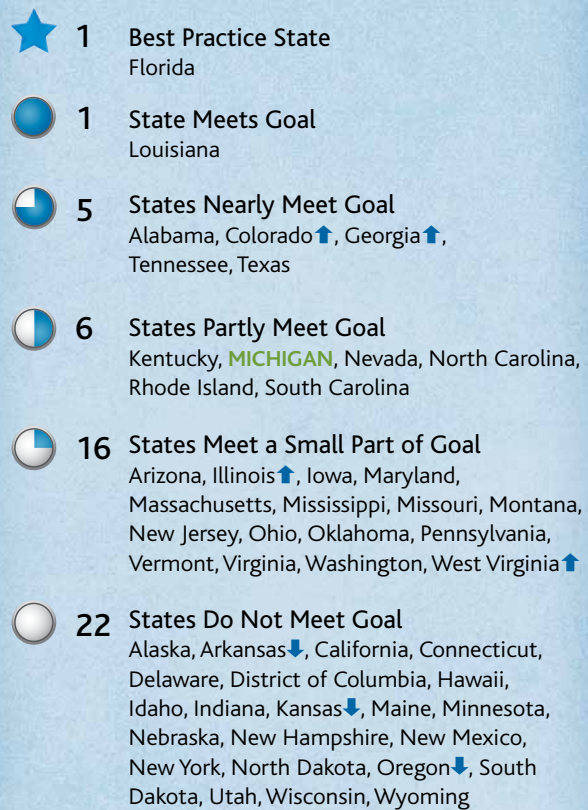 1 Best Practice State
Florida
1 State Meets Goal
Louisiana
5 States Nearly Meet Goal
Alabama, Colorado⬆, Georgia⬆,
Tennessee, Texas
6 States Partly Meet Goal
Kentucky, MICHIGAN, Nevada, North Carolina,
Rhode Island, South Carolina
16 States Meet a Small Part of Goal
Arizona, Illinois⬆, Iowa, Maryland,
Massachusetts, Mississippi, Missouri, Montana,
New Jersey, Ohio, Oklahoma, Pennsylvania,
Vermont, Virginia, Washington, West Virginia⬆
22 States Do Not Meet Goal
Alaska, Arkansas⬇, California, Connecticut,
Delaware, District of Columbia, Hawaii,
Idaho, Indiana, Kansas⬇, Maine, Minnesota,
Nebraska, New Hampshire, New Mexico,
New York, North Dakota, Oregon⬇, South
Dakota, Utah, Wisconsin, Wyoming